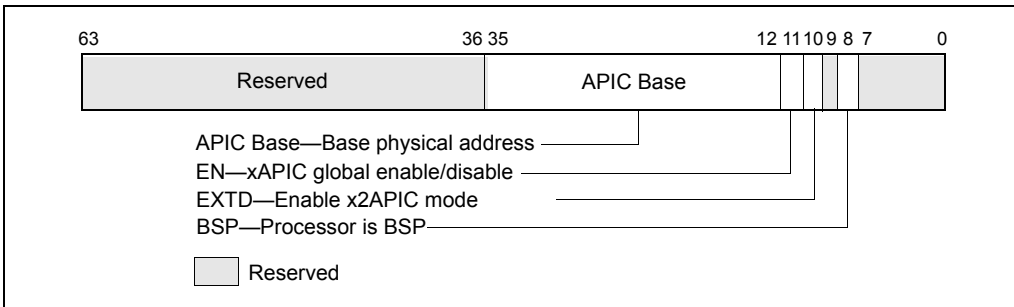 63 36 35 12 11 10 9 8 7 0
Reserved APIC Base
APIC Base—Base physical address
EN—xAPIC global enable/disable
EXTD—Enable x2APIC mode
BSP—Processor is BSP
Reserved